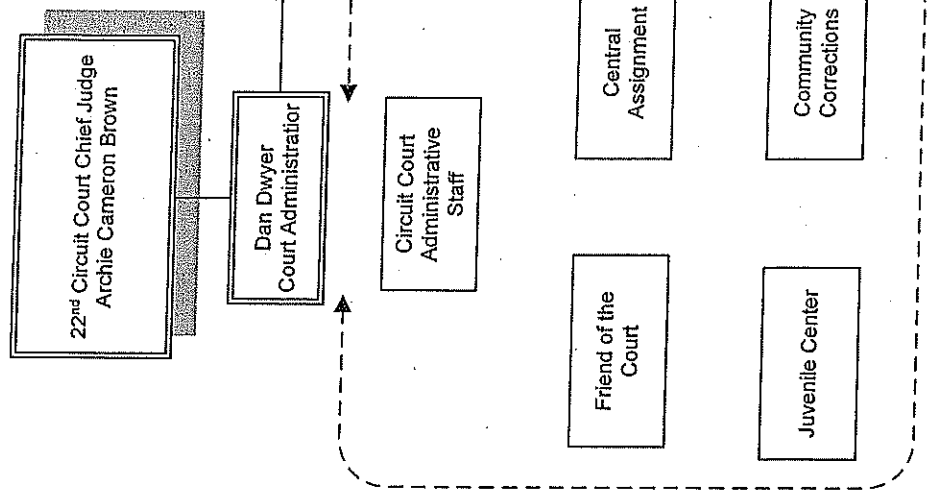 22nd Circuit Court Chief Judge
Archie Cameron Brown
Dan Dwyer
Court Administration
Circuit Court
Administrative
Staff
Friend of the
Court
Central
Assignment
Juvenile Center
Community
Corrections